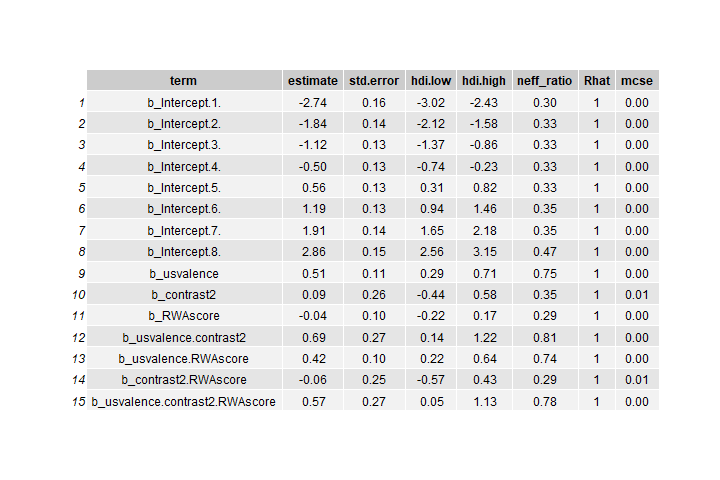 term estimate std.error hdi.low hdi.high neff_ratio Rhat mcse
1 b_Intercept.1. -2.74 0.16 -3.02 -2.43 0.30 1 0.00
2 b_Intercept.2. -1.84 0.14 -2.12 -1.58 0.33 1 0.00
3 b_Intercept.3. -1.12 0.13 -1.37 -0.86 0.33 1 0.00
4 b_Intercept.4. -0.50 0.13 -0.74 -0.23 0.33 1 0.00
5 b_Intercept.5. 0.56 0.13 0.31 0.82 0.33 1 0.00
6 b_Intercept.6. 1.19 0.13 0.94 1.46 0.35 1 0.00
7 b_Intercept.7. 1.91 0.14 1.65 2.18 0.35 1 0.00
8 b_Intercept.8. 2.86 0.15 2.56 3.15 0.47 1 0.00
9 b_usvalence 0.51 0.11 0.29 0.71 0.75 1 0.00
10 b_contrast2 0.09 0.26 -0.44 0.58 0.35 1 0.01
11 b_RWAscore -0.04 0.10 -0.22 0.17 0.29 1 0.00
12 b_usvalence.contrast2 0.69 0.27 0.14 1.22 0.81 1 0.00
13 b_usvalence.RWAscore 0.42 0.10 0.22 0.64 0.74 1 0.00
14 b_contrast2.RWAscore -0.06 0.25 -0.57 0.43 0.29 1 0.01
15 b_usvalence.contrast2.RWAscore 0.57 0.27 0.05 1.13 0.78 1 0.00